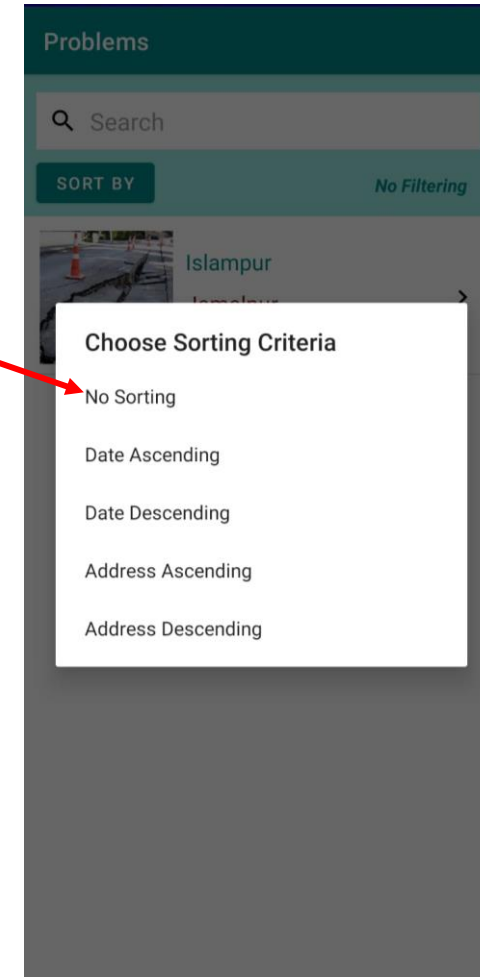 Problems
Search
SORT BY
No Filtering
Islampur
Jamalpur
Choose Sorting Criteria
No Sorting
Date Ascending
Date Descending
Address Ascending
Address Descending